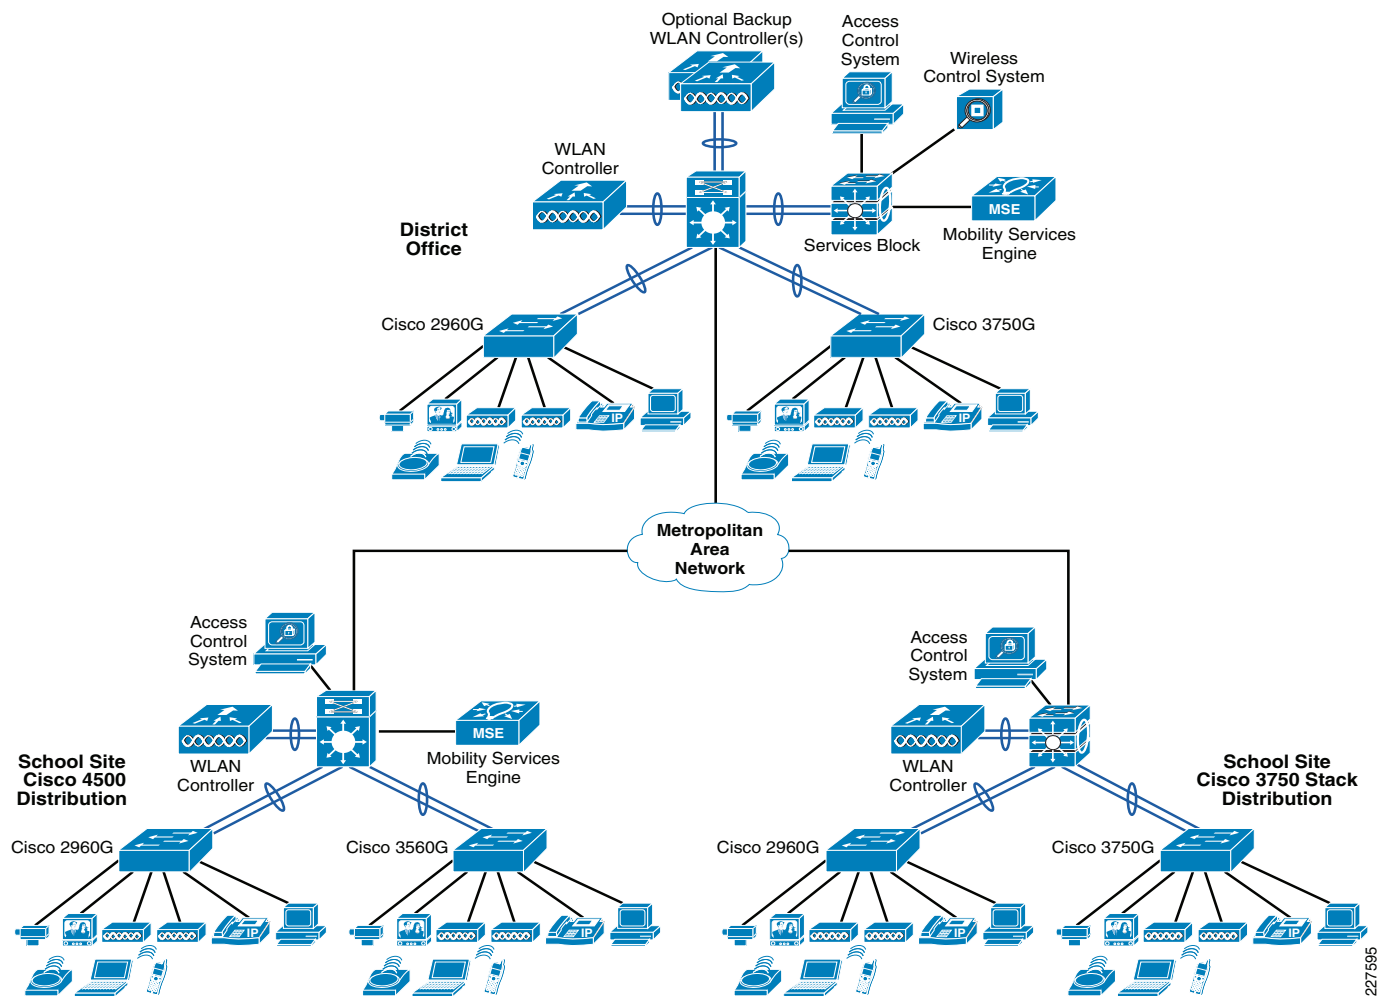 Optional Backup
WLAN Controller(s)
Access
Control
System
Wireless
Control System
WLAN
Controller
MSE
District
Office
Services Block
Mobility Services
Engine
Cisco 2960G
Cisco 3750G
IP
IP
Metropolitan
Area
Network
Access
Control
System
Access
Control
System
MSE
WLAN
Controller
Mobility Services
Engine
WLAN
Controller
School Site
Cisco 4500
Distribution
School Site
Cisco 3750 Stack
Distribution
Cisco 2960G
Cisco 3560G
Cisco 2960G
Cisco 3750G
IP
IP
IP
IP
227595